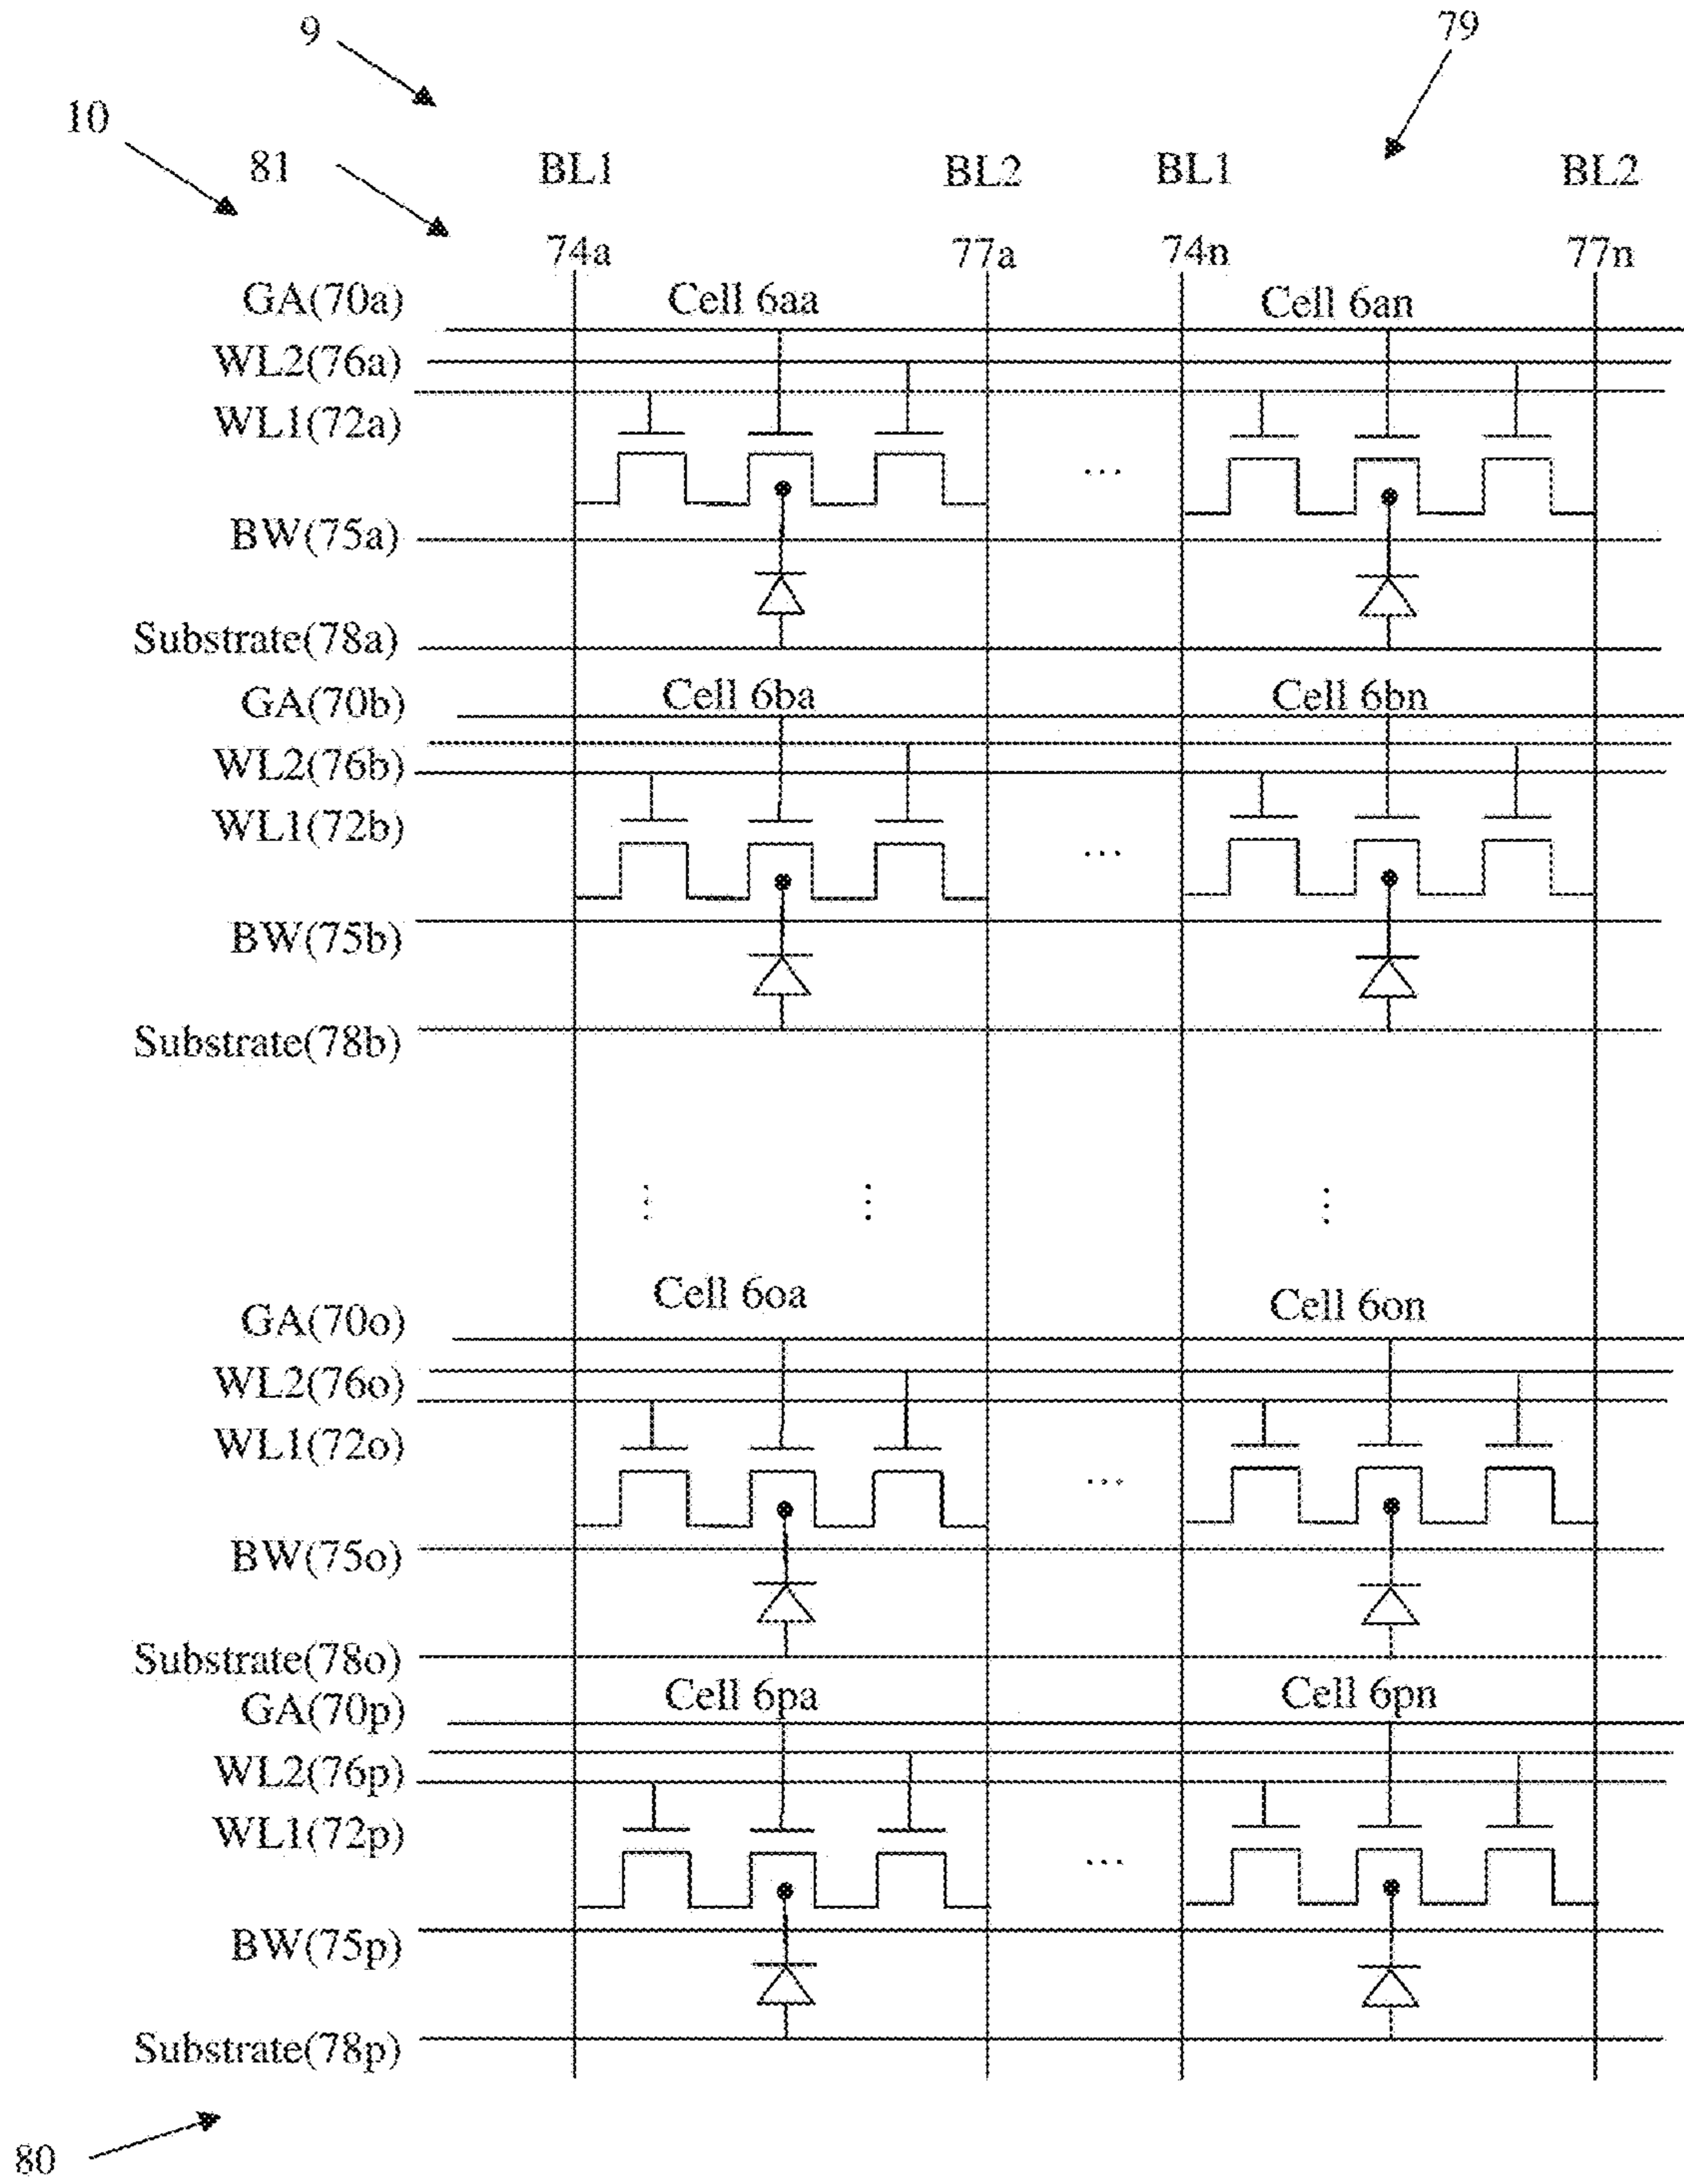 9
79
10
81
BL1 BL2 BL1 BL2
74a 77a 74n 77n
GA(70a) Cell 6aa Cell 6an
WL2(76a)
WL1(72a)
...
BW(75a)
Substrate(78a)
GA(70b) Cell 6ba Cell 6bn
WL2(76b)
WL1(72b)
...
BW(75b)
Substrate(78b)
Cell 6oa Cell 6on
GA(70o)
WL2(76o)
WL1(72o)
...
BW(75o)
Substrate(78o)
GA(70p) Cell 6pa Cell 6pn
WL2(76p)
WL1(72p)
...
BW(75p)
Substrate(78p)
80